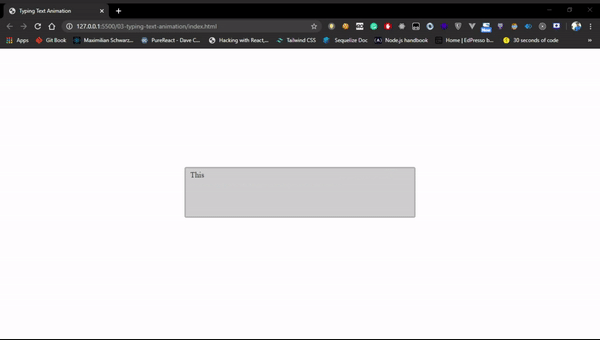 Typing Text Animation
127.0.0.1:5500/03-typing-text-animation/index.html
Apps Git Book Maximilian Schwarz... PureReact - Dave C... Hacking with React,... Tailwind CSS Sequelize Doc Node.js handbook Home | EdPresso b... 30 seconds of code »
This